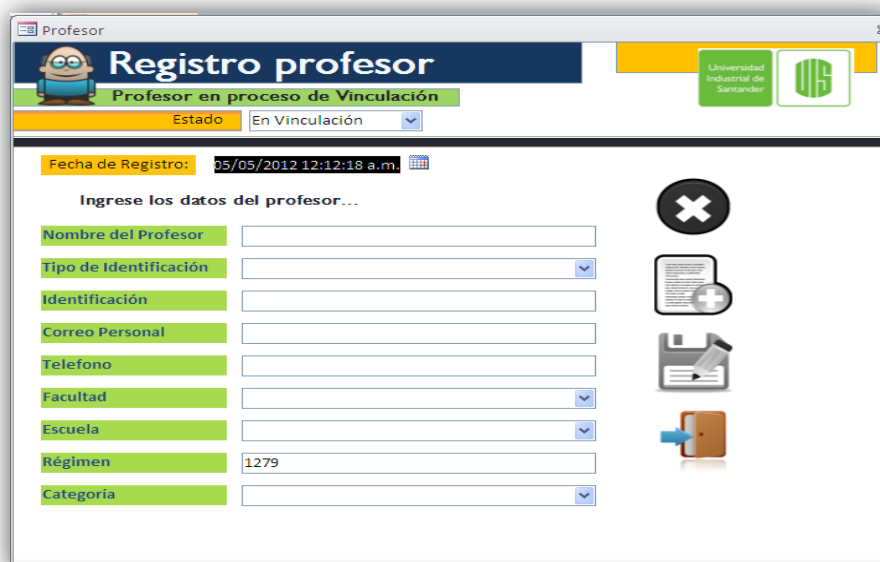 Profesor
Registro profesor
Universidad
Industrial de
Santander
Profesor en proceso de Vinculación
Estado
En Vinculación
Fecha de Registro:
05/05/2012 12:12:18 a.m.
Ingrese los datos del profesor...
Nombre del Profesor
Tipo de Identificación
Identificación
Correo Personal
Telefono
Facultad
Escuela
Régimen
1279
Categoría